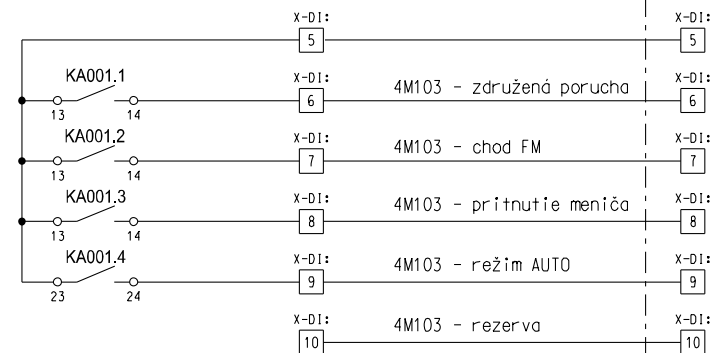 X-DI: X-DI:
5 5
KA001.1 X-DI: 4M103 - združená porucha X-DI:
13 14 6 6
KA001.2 X-DI: 4M103 - chod FM X-DI:
13 14 7 7
KA001.3 X-DI: 4M103 - pritnutie meniča X-DI:
13 14 8 8
KA001.4 X-DI: 4M103 - režim AUTO X-DI:
23 24 9 9
X-DI: 4M103 - rezerva X-DI:
10 10